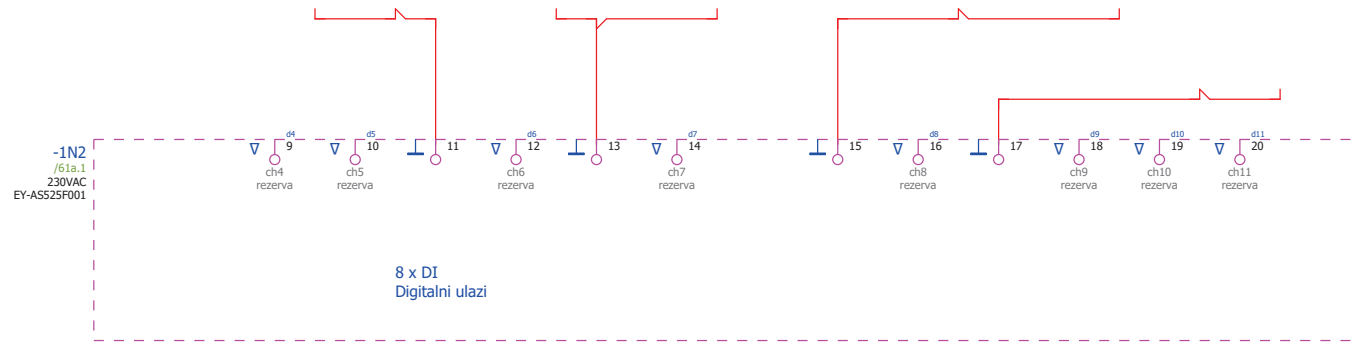 d4 d5 d6 d7 d8 d9 d10 d11
-1N2
/61a.1
230VAC
EY-AS525F001
9 10 11 12 13 14 15 16 17 18 19 20
ch4 ch5 ch6 ch7 ch8 ch9 ch10 ch11
rezerva rezerva rezerva rezerva rezerva rezerva rezerva rezerva
8 x DI
Digitalni ulazi